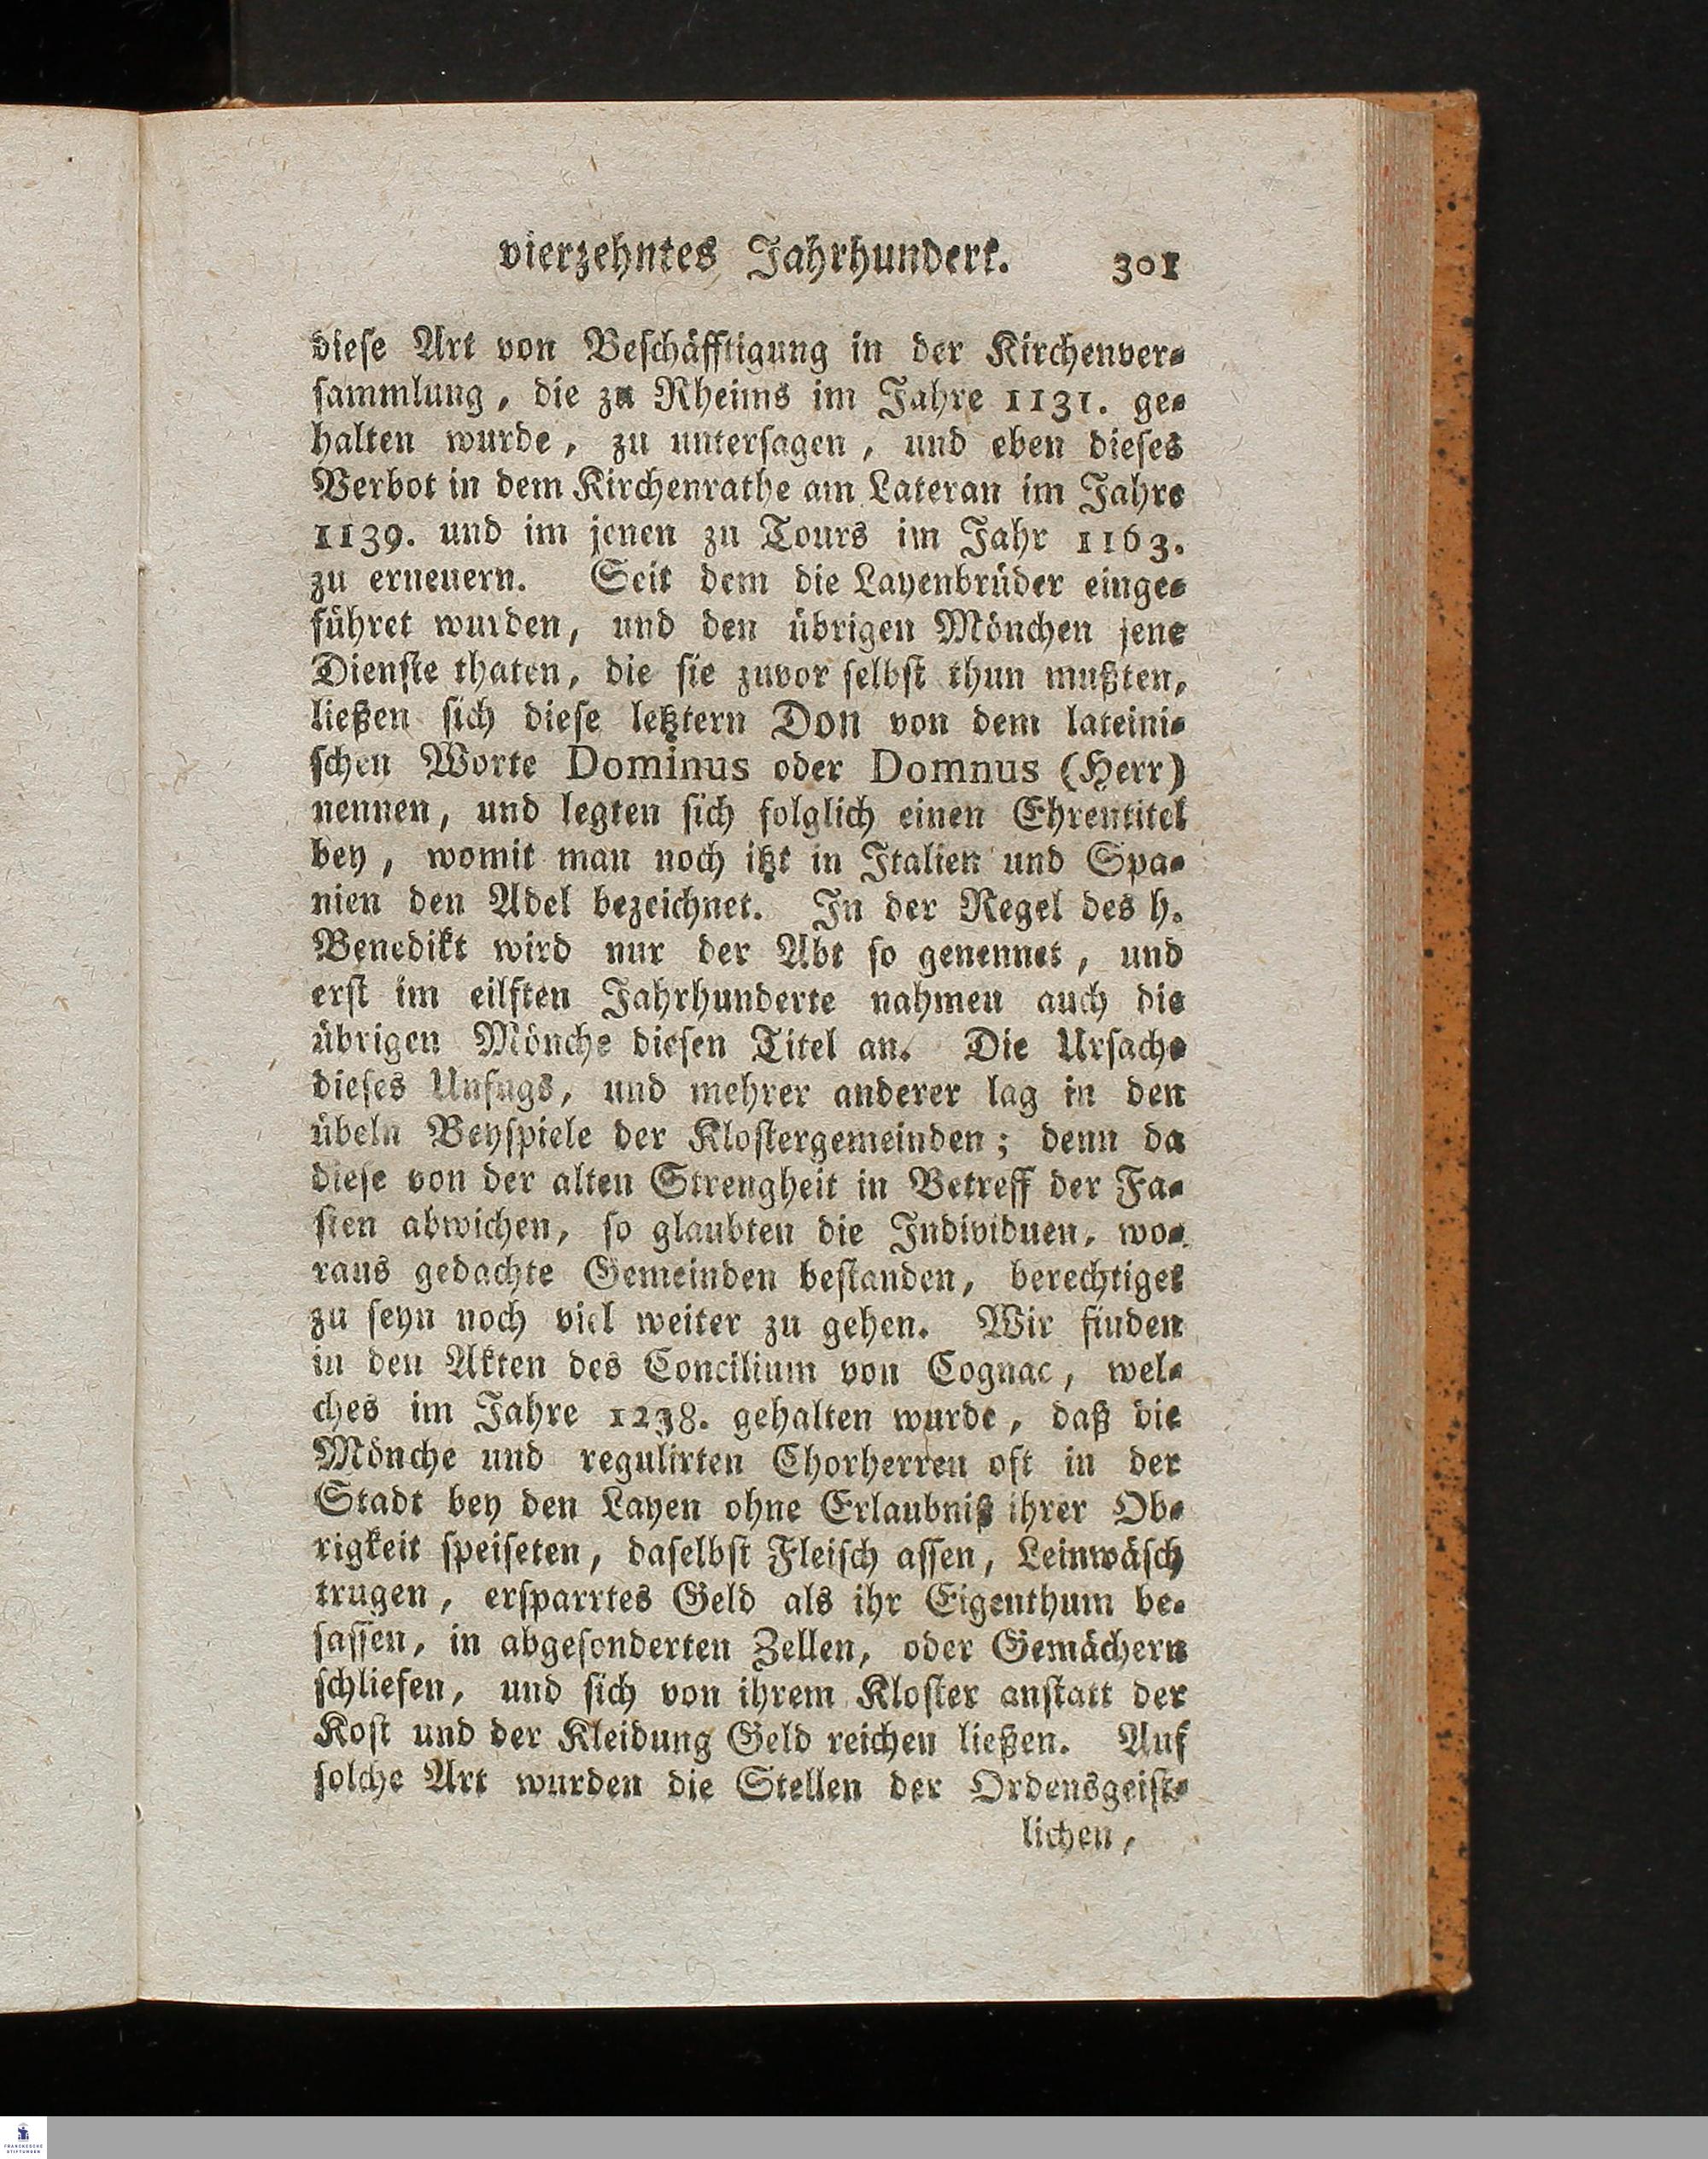 vierzehntes Jahrhundert. 301
diese Art von Beschäfftigung in der Kirchenver-
sammlung, die zu Rheims im Jahre 1131. ge-
halten wurde, zu untersagen, und eben dieses
Verbot in dem Kirchenrathe am Lateran im Jahre
1139. und im jenen zu Tours im Jahr 1163.
zu erneuern. Seit dem die Layenbrüder einge-
führet wurden, und den übrigen Mönchen jene
Dienste thaten, die sie zuvor selbst thun mußten,
ließen sich diese letztern Don von dem lateini-
schen Worte Dominus oder Domnus (Herr)
nennen, und legten sich folglich einen Ehrentitel
bey, womit man noch itzt in Italien und Spa-
nien den Adel bezeichnet. In der Regel des h.
Benedikt wird nur der Abt so genennet, und
erst im eilften Jahrhunderte nahmen auch die
übrigen Mönche diesen Titel an. Die Ursache
dieses Unfugs, und mehrer anderer lag in den
übeln Beyspiele der Klostergemeinden; denn da
diese von der alten Strengheit in Betreff der Fa-
sten abwichen, so glaubten die Individuen, wo-
raus gedachte Gemeinden bestanden, berechtiget
zu seyn noch viel weiter zu gehen. Wir finden
in den Akten des Concilium von Cognac, wel-
ches im Jahre 1238. gehalten wurde, daß die
Mönche und regulirten Chorherren oft in der
Stadt bey den Layen ohne Erlaubniß ihrer Ob-
rigkeit speiseten, daselbst Fleisch assen, Leinwäsch
trugen, ersparrtes Geld als ihr Eigenthum be-
sassen, in abgesonderten Zellen, oder Gemächern
schliefen, und sich von ihrem Kloster anstatt der
Kost und der Kleidung Geld reichen ließen. Auf
solche Art wurden die Stellen der Ordensgeist-
lichen,
FRANCKESCHE
STIFTUNGEN